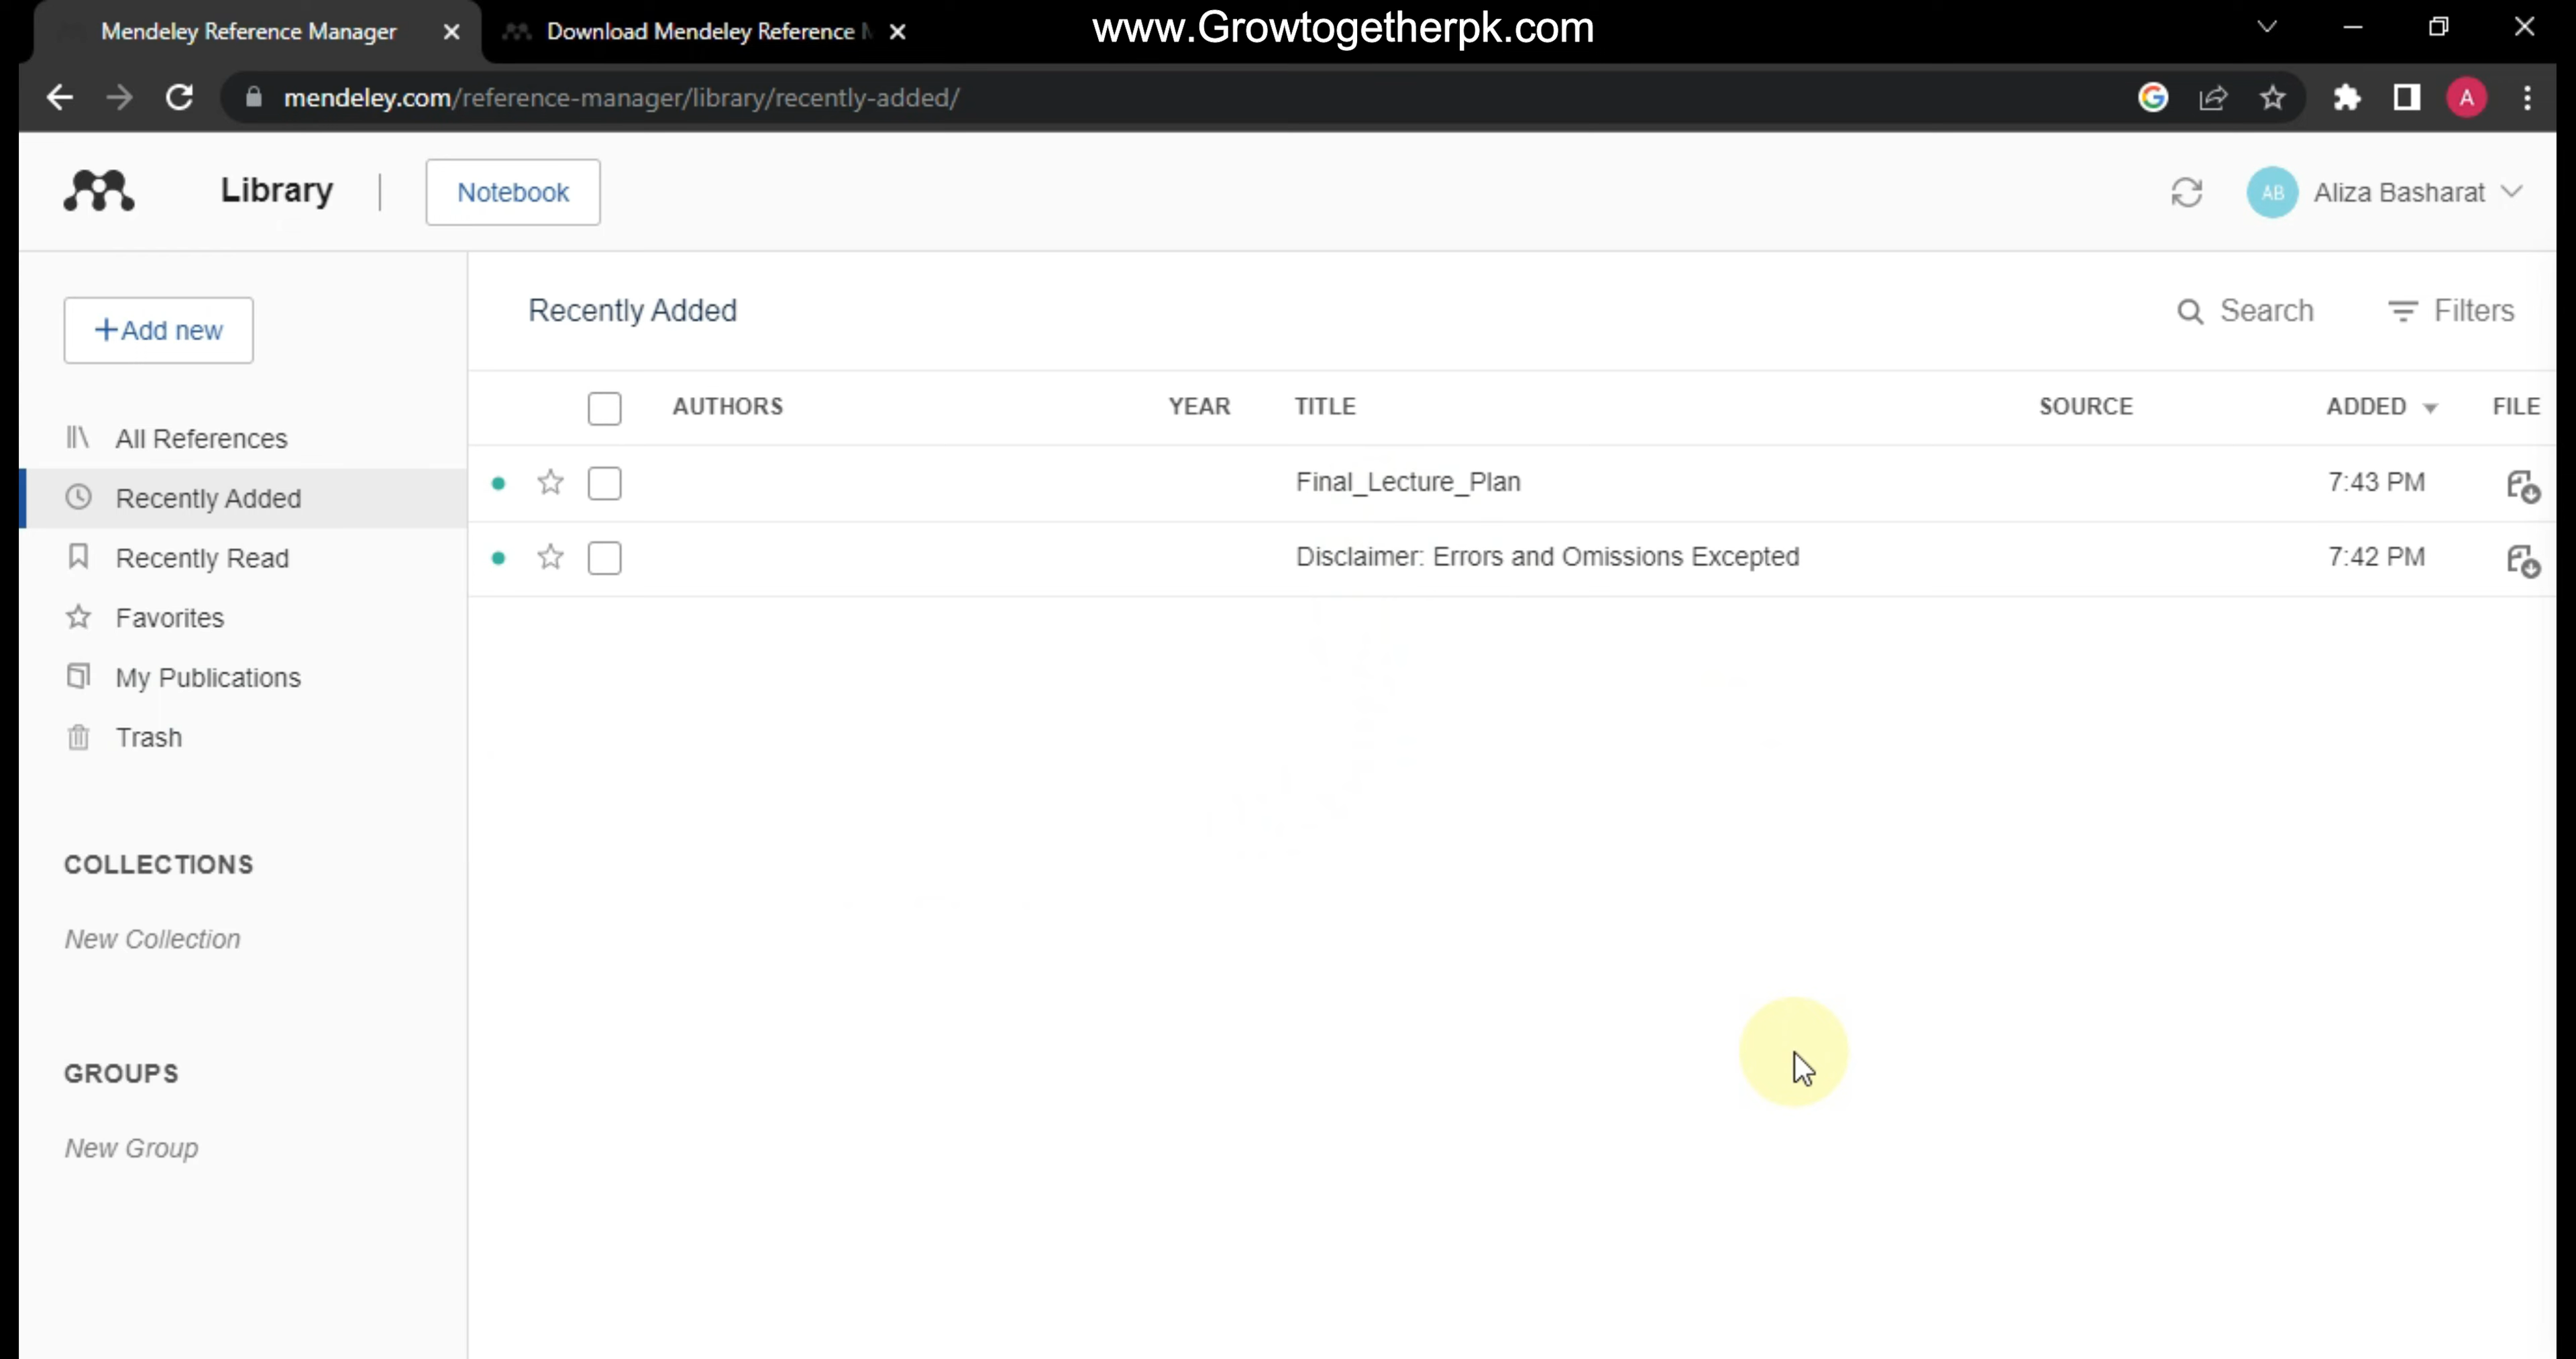 Mendeley Reference Manager
Download Mendeley Reference
www.Growtogetherpk.com
mendeley.com/reference-manager/library/recently-added/
G
A
Library
Notebook
AB
Aliza Basharat
+Add new
Recently Added
Search
Filters
AUTHORS YEAR TITLE SOURCE ADDED FILE
Final_Lecture_Plan 7:43 PM
Disclaimer: Errors and Omissions Excepted 7:42 PM
All References
Recently Added
Recently Read
Favorites
My Publications
Trash
COLLECTIONS
New Collection
GROUPS
New Group